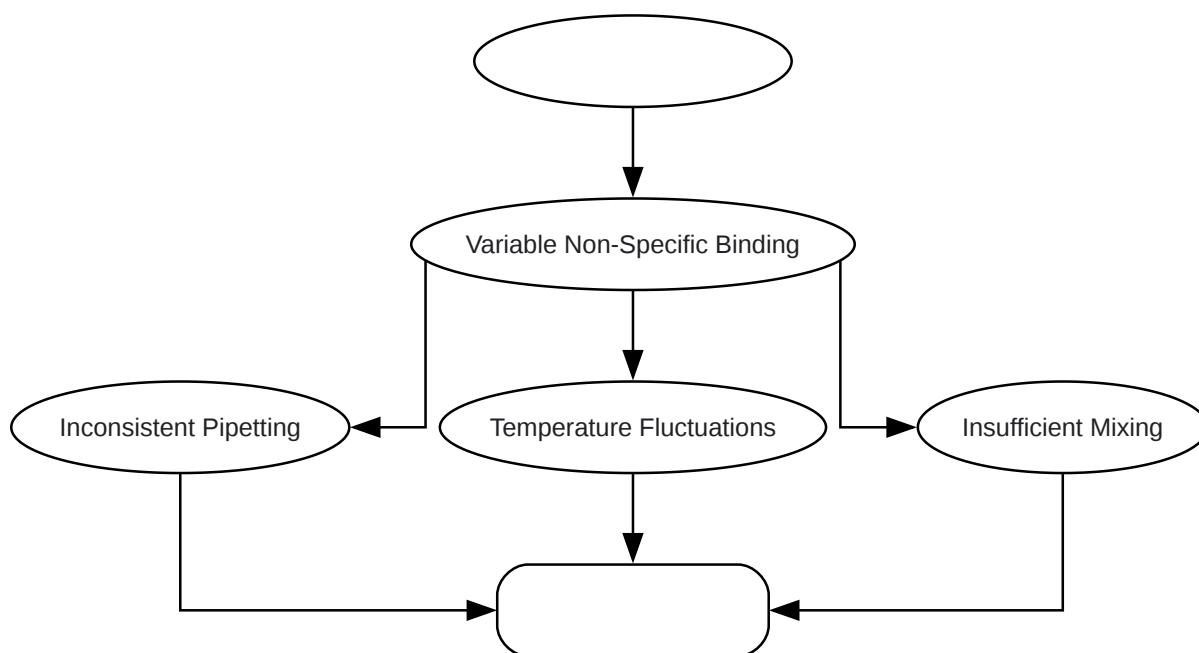 Variable Non-Specific Binding
Inconsistent Pipetting
Temperature Fluctuations
Insufficient Mixing